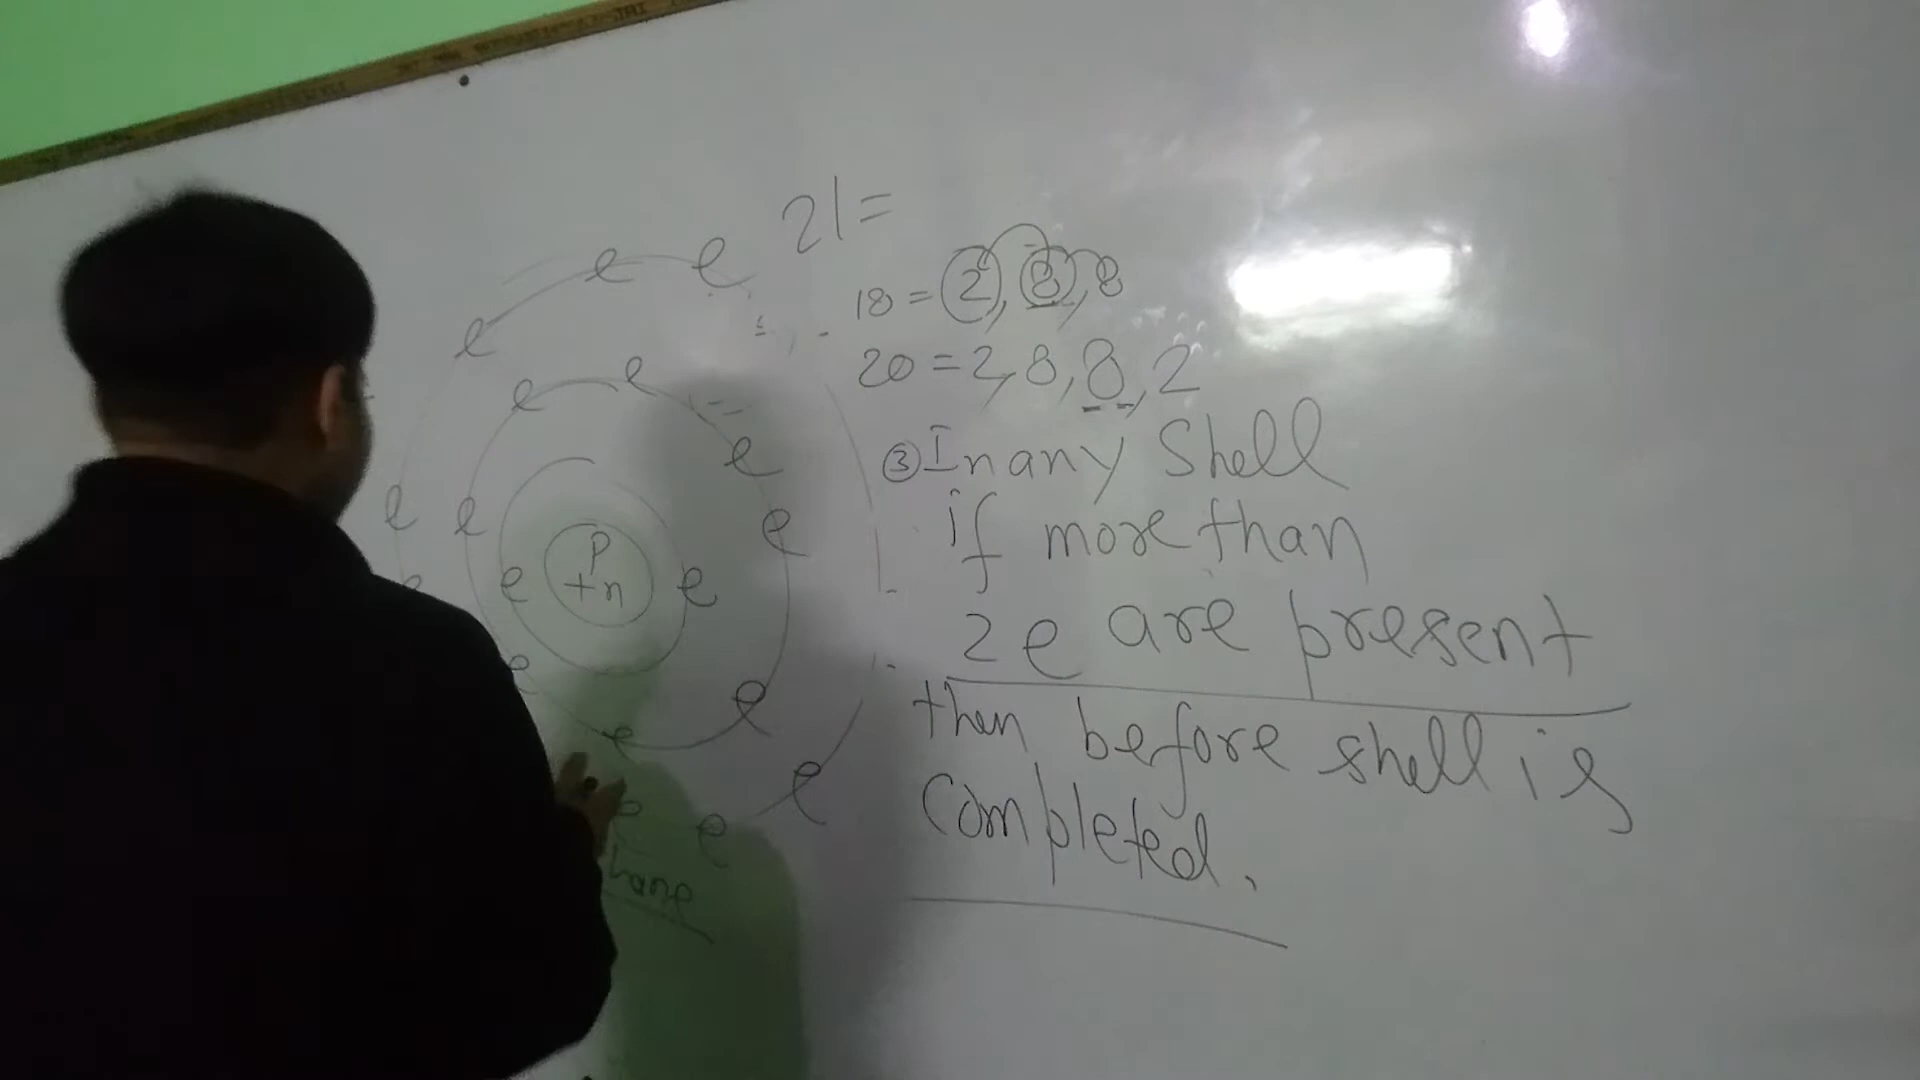 21=
18 = 2, 8, 8
20 = 2, 8, 8, 2
③ In any Shell
if more than
2e are present
then before shell is
completed.
e e
e
e e
e
e
e e
e e
P
+n
e
e
e
e
e
e